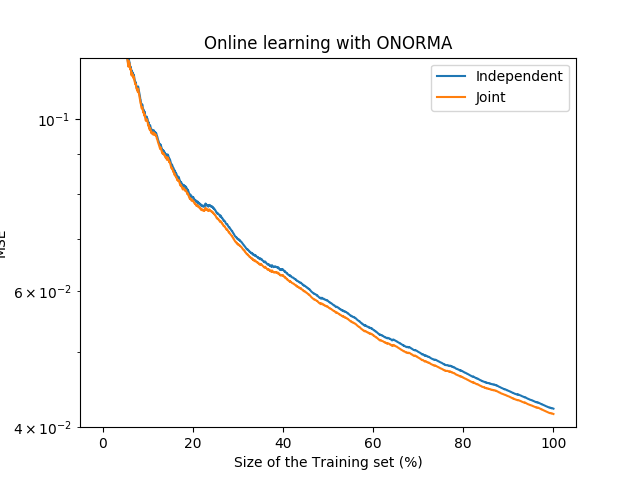 Online learning with ONORMA
Independent
Joint
10⁻¹
6 × 10⁻²
4 × 10⁻²
MSE
0 20 40 60 80 100
Size of the Training set (%)